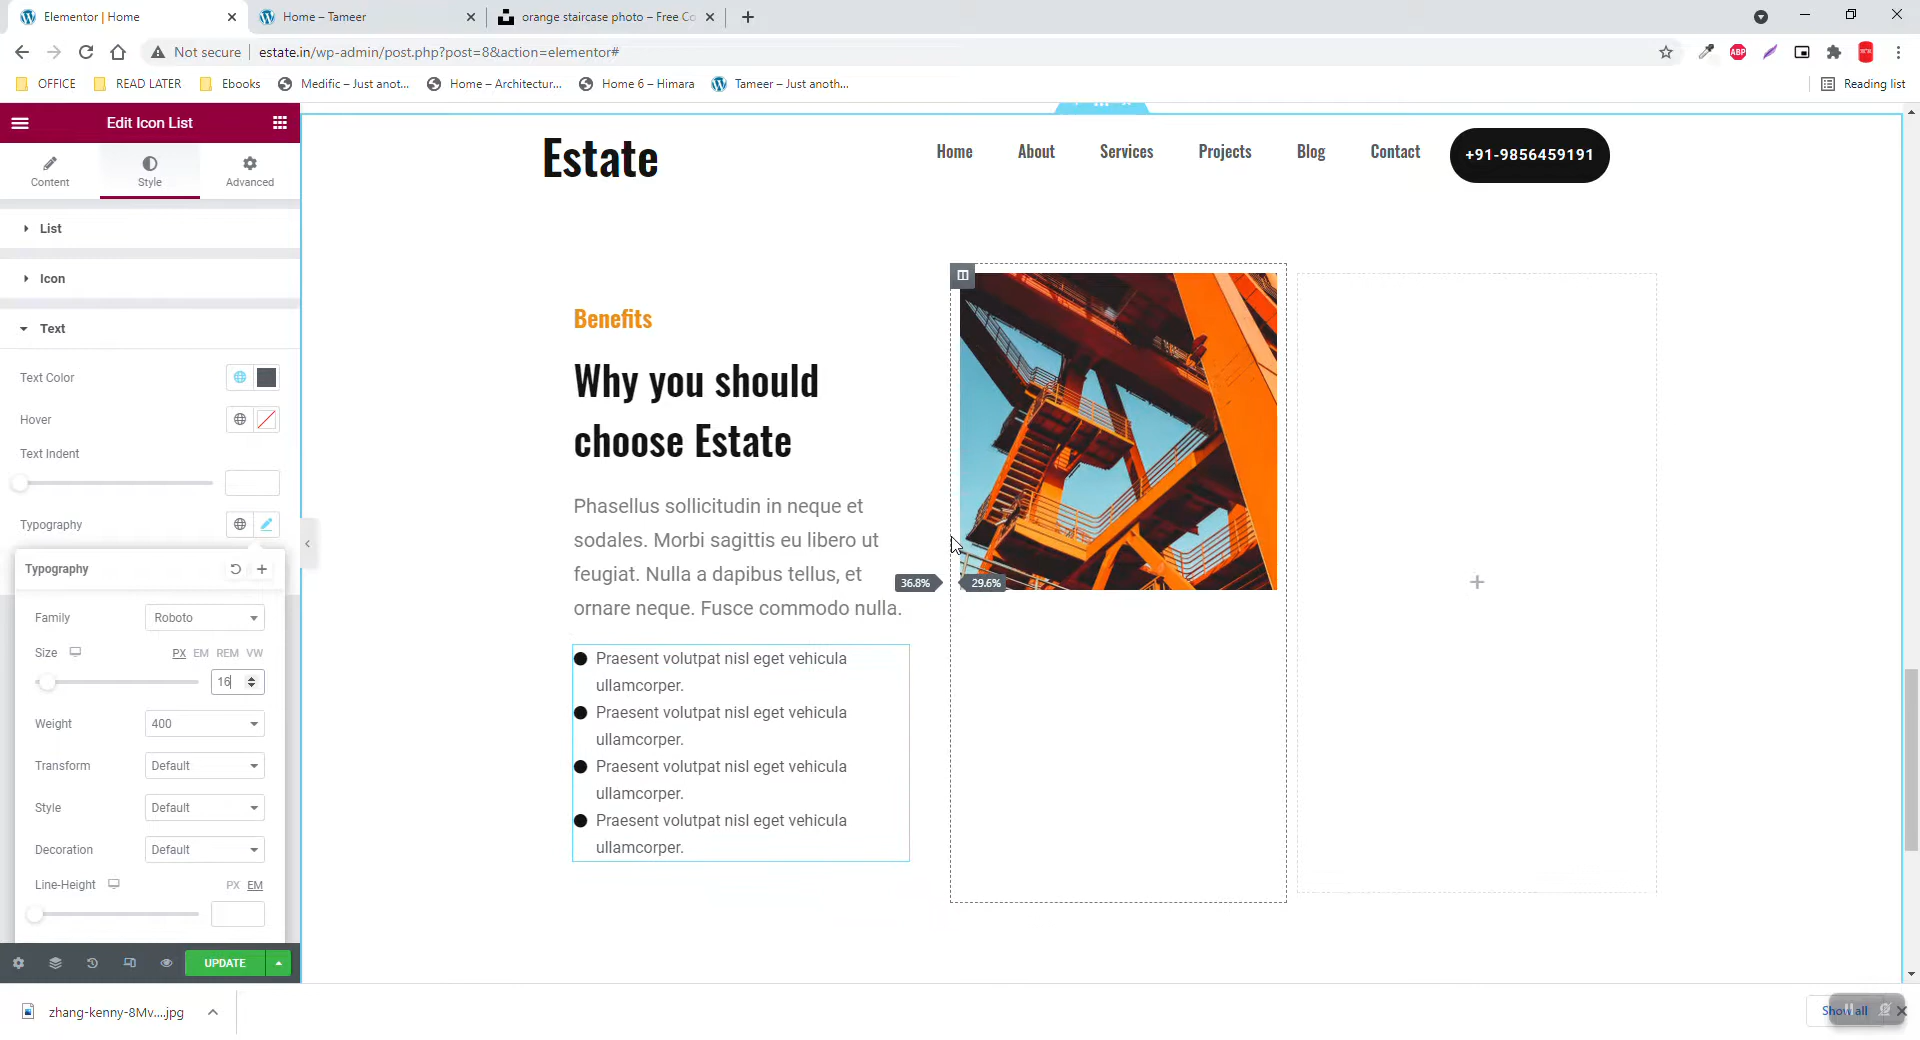 Elementor | Home
Home – Tameer
orange staircase photo – Free Co
Not secure
estate.in/wp-admin/post.php?post=8&action=elementor#
ABP
OFFICE
READ LATER
Ebooks
Medific – Just anot...
Home – Architectur...
Home 6 – Himara
Tameer – Just anoth...
Reading list
Edit Icon List
Content
Style
Advanced
List
Icon
Text
Text Color
Hover
Text Indent
Typography
Typography
Family
Roboto
Size
PX EM REM VW
16
Weight
400
Transform
Default
Style
Default
Decoration
Default
Line-Height
PX EM
UPDATE
Estate
Home
About
Services
Projects
Blog
Contact
+91-9856459191
Benefits
Why you should
choose Estate
Phasellus sollicitudin in neque et
sodales. Morbi sagittis eu libero ut
feugiat. Nulla a dapibus tellus, et
ornare neque. Fusce commodo nulla.
36.8%
29.6%
Praesent volutpat nisl eget vehicula
ullamcorper.
Praesent volutpat nisl eget vehicula
ullamcorper.
Praesent volutpat nisl eget vehicula
ullamcorper.
Praesent volutpat nisl eget vehicula
ullamcorper.
zhang-kenny-8Mv....jpg
Show all